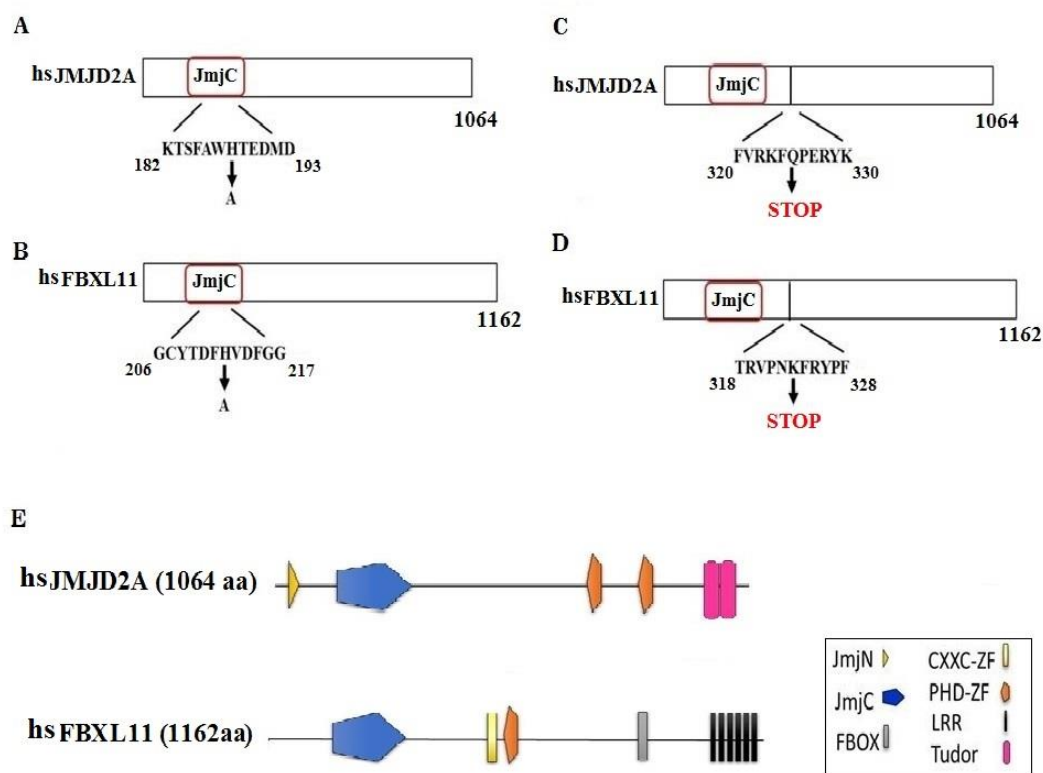 A
hsJMJD2A
JmjC
1064
182 KTSFAWHTEDMD 193
A
B
hsFBXL11
JmjC
1162
206 GCYTDFHVDFGG 217
A
C
hsJMJD2A
JmjC
1064
320 FVRKFQPERYK 330
STOP
D
hsFBXL11
JmjC
1162
318 TRVPNKFRYPF 328
STOP
E
hsJMJD2A (1064 aa)
hsFBXL11 (1162aa)
JmjN
JmjC
FBOX
CXXC-ZF
PHD-ZF
LRR
Tudor